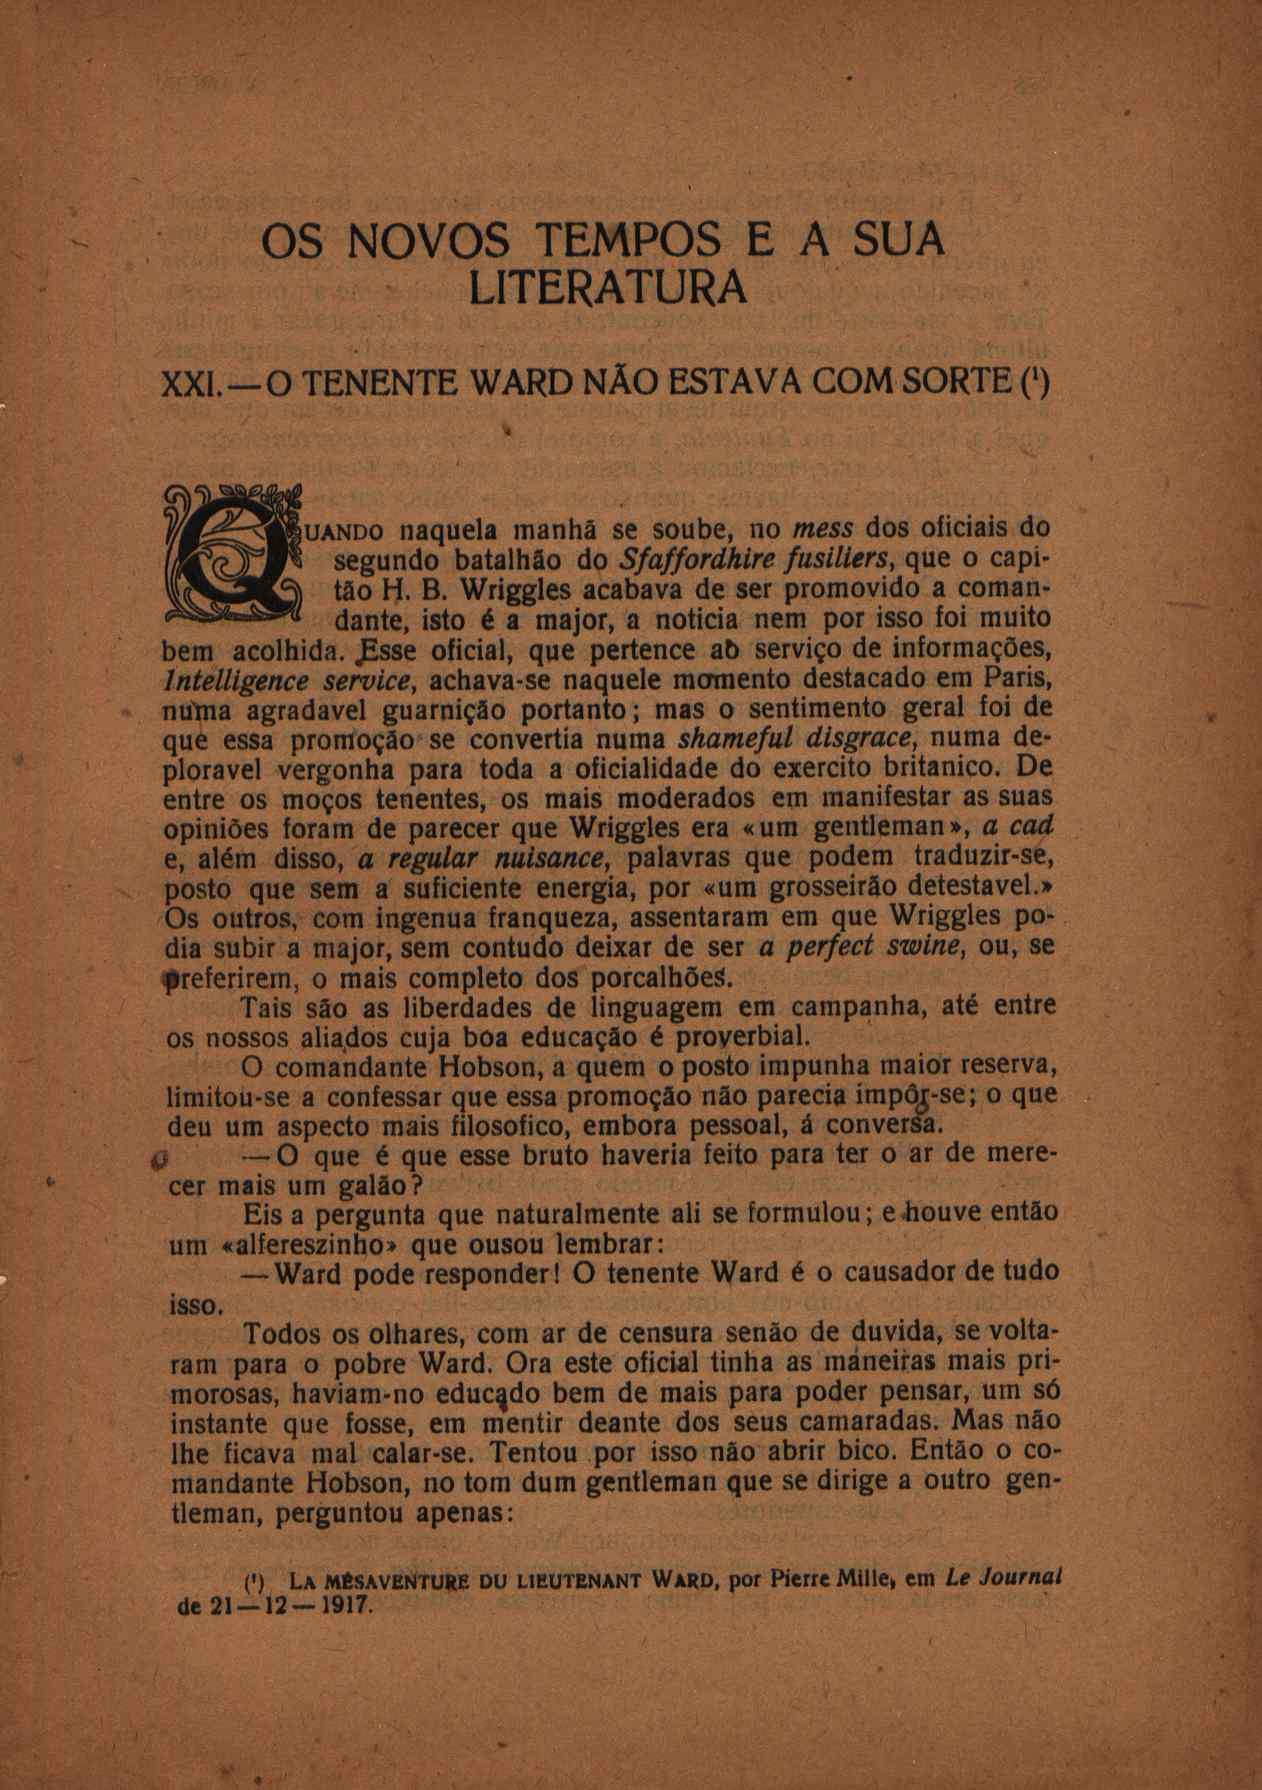 OS NOVOS TEMPOS E A SUA
LITERATURA
XXI.—O TENENTE WARD NÃO ESTAVA COM SORTE (¹)
QUANDO naquela manhã se soube, no mess dos oficiais do
segundo batalhão do Sfaffordhire fusiliers, que o capi-
tão H. B. Wriggles acabava de ser promovido a coman-
dante, isto é a major, a noticia nem por isso foi muito
bem acolhida. Esse oficial, que pertence ao serviço de informações,
Intelligence service, achava-se naquele momento destacado em Paris,
numa agradavel guarnição portanto; mas o sentimento geral foi de
que essa promoção se convertia numa shameful disgrace, numa de-
ploravel vergonha para toda a oficialidade do exercito britanico. De
entre os moços tenentes, os mais moderados em manifestar as suas
opiniões foram de parecer que Wriggles era «um gentleman», a cad
e, além disso, a regular nuisance, palavras que podem traduzir-se,
posto que sem a suficiente energia, por «um grosseirão detestavel.»
Os outros, com ingenua franqueza, assentaram em que Wriggles po-
dia subir a major, sem contudo deixar de ser a perfect swine, ou, se
preferirem, o mais completo dos porcalhões.
Tais são as liberdades de linguagem em campanha, até entre
os nossos aliados cuja boa educação é proverbial.
O comandante Hobson, a quem o posto impunha maior reserva,
limitou-se a confessar que essa promoção não parecia impôr-se; o que
deu um aspecto mais filosofico, embora pessoal, á conversa.
—O que é que esse bruto haveria feito para ter o ar de mere-
cer mais um galão?
Eis a pergunta que naturalmente ali se formulou; e houve então
um «alfereszinho» que ousou lembrar:
—Ward pode responder! O tenente Ward é o causador de tudo
isso.
Todos os olhares, com ar de censura senão de duvida, se volta-
ram para o pobre Ward. Ora este oficial tinha as maneiras mais pri-
morosas, haviam-no educado bem de mais para poder pensar, um só
instante que fosse, em mentir deante dos seus camaradas. Mas não
lhe ficava mal calar-se. Tentou por isso não abrir bico. Então o co-
mandante Hobson, no tom dum gentleman que se dirige a outro gen-
tleman, perguntou apenas:
(¹) LA MÉSAVENTURE DU LIEUTENANT WARD, por Pierre Mille, em Le Journal
de 21—12—1917.